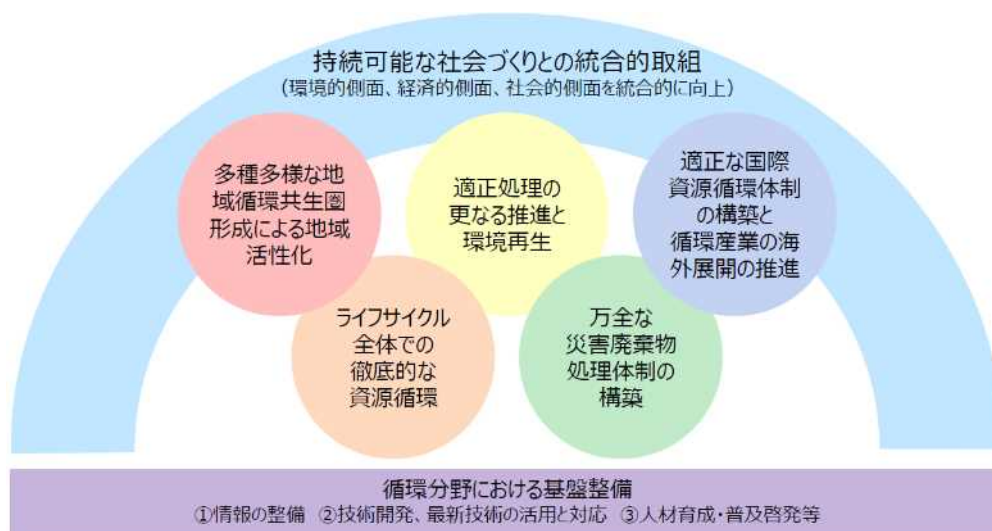 持続可能な社会づくりとの統合的取組
（環境的側面、経済的側面、社会的側面を統合的に向上）
多種多様な地
域循環共生圏
形成による地域
活性化
適正処理の
更なる推進と
環境再生
適正な国際
資源循環体制
の構築と
循環産業の海
外展開の推進
ライフサイクル
全体での
徹底的な
資源循環
万全な
災害廃棄物
処理体制の
構築
循環分野における基盤整備
①情報の整備 ②技術開発、最新技術の活用と対応 ③人材育成・普及啓発等